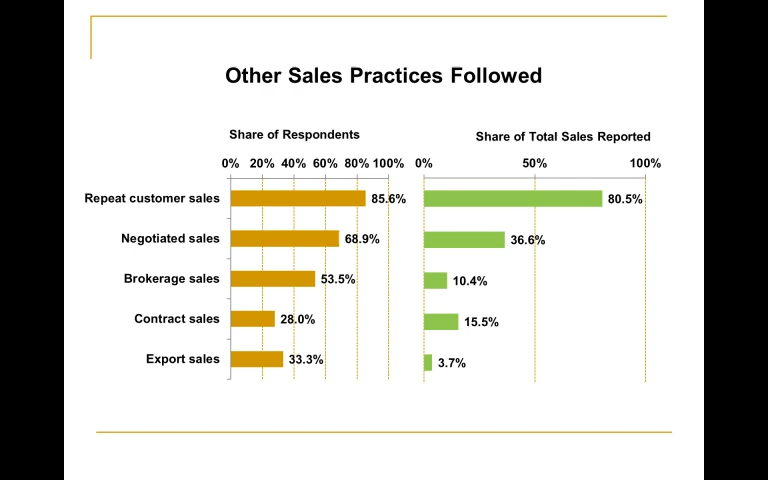 Other Sales Practices Followed
Share of Respondents
Share of Total Sales Reported
0% 20% 40% 60% 80% 100%
0% 50% 100%
Repeat customer sales 85.6% 80.5%
Negotiated sales 68.9% 36.6%
Brokerage sales 53.5% 10.4%
Contract sales 28.0% 15.5%
Export sales 33.3% 3.7%